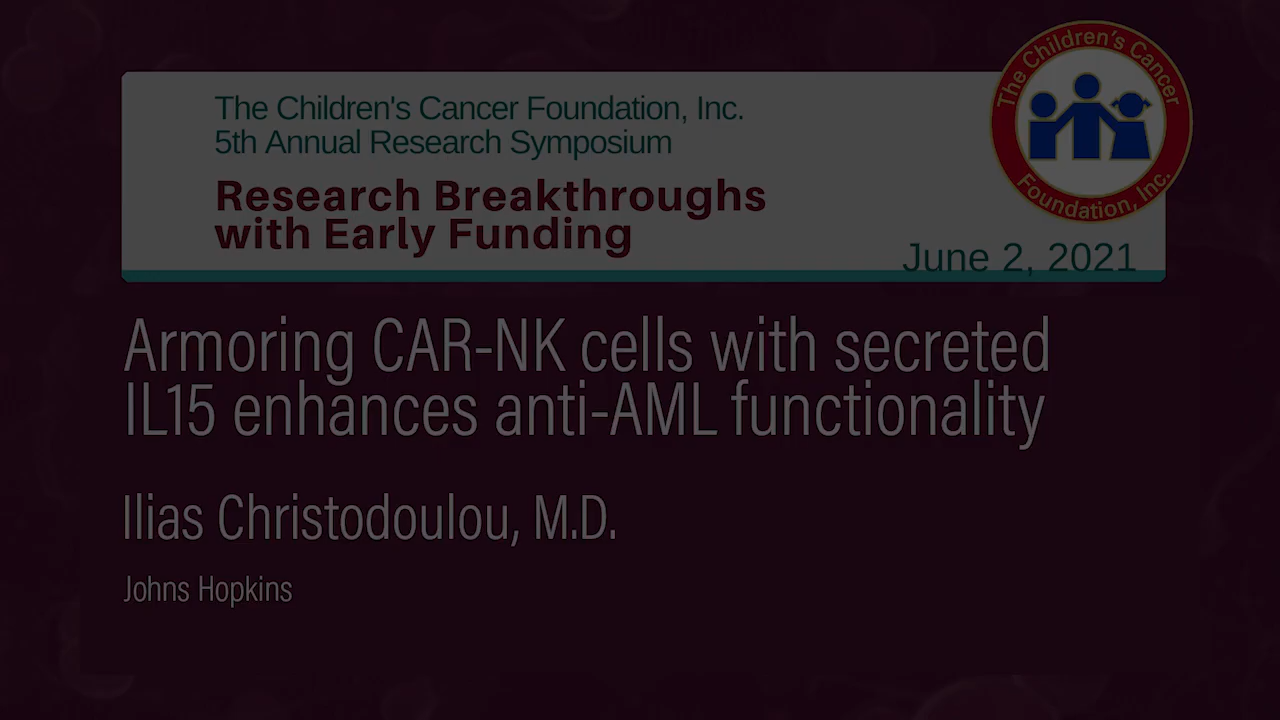 The Children's Cancer Foundation, Inc.
5th Annual Research Symposium
Research Breakthroughs
with Early Funding
The Children's Cancer
Foundation, Inc.
June 2, 2021
Armoring CAR-NK cells with secreted
IL15 enhances anti-AML functionality
Ilias Christodoulou, M.D.
Johns Hopkins